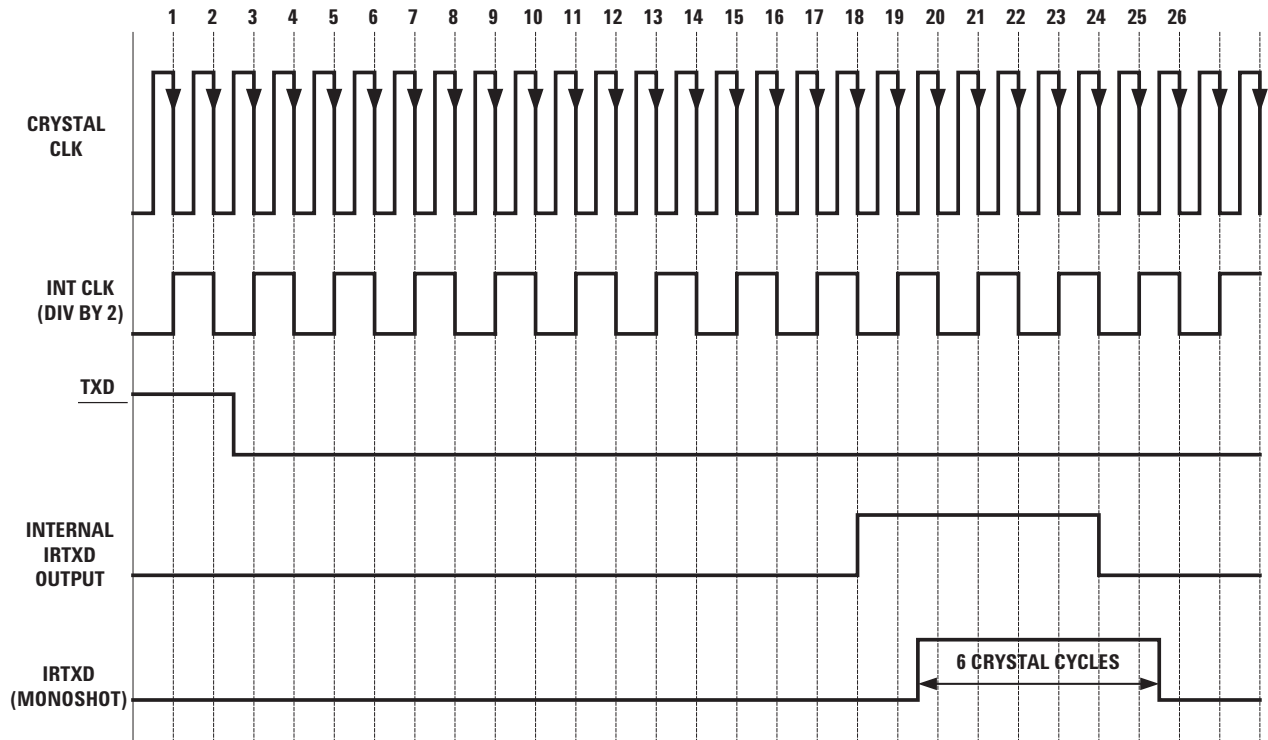 1 2 3 4 5 6 7 8 9 10 11 12 13 14 15 16 17 18 19 20 21 22 23 24 25 26
CRYSTAL
CLK
INT CLK
(DIV BY 2)
TXD
INTERNAL
IRTXD
OUTPUT
6 CRYSTAL CYCLES
IRTXD
(MONOSHOT)